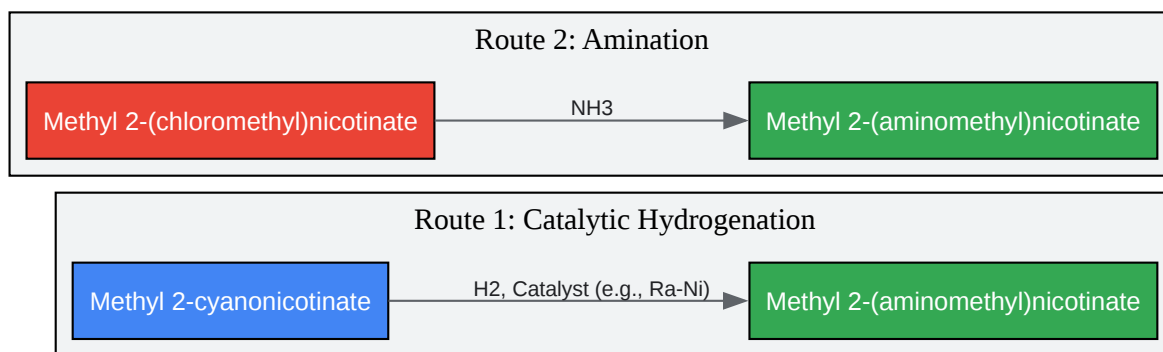 Route 2: Amination
Methyl 2-(chloromethyl)nicotinate
NH3
Methyl 2-(aminomethyl)nicotinate
Route 1: Catalytic Hydrogenation
Methyl 2-cyanonicotinate
H2, Catalyst (e.g., Ra-Ni)
Methyl 2-(aminomethyl)nicotinate